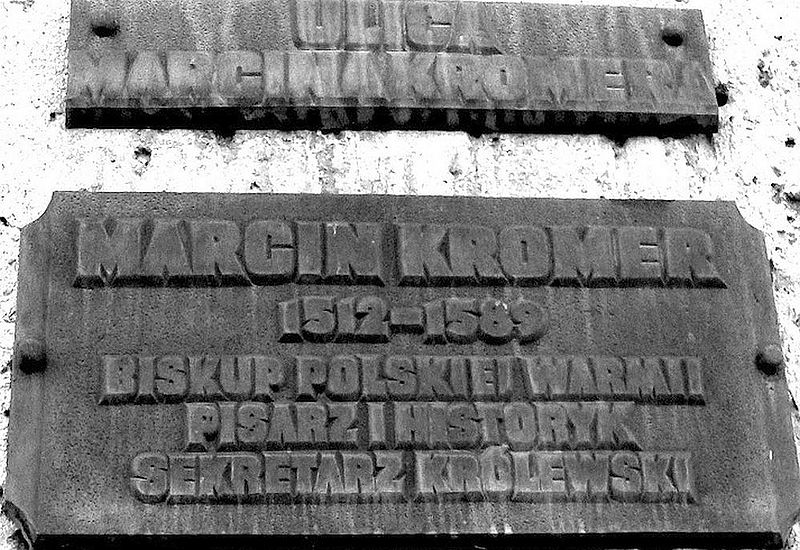 ULICA
MARCINA KROMERA
MARCIN KROMER
1512-1589
BISKUP POLSKIEJ WARMII
PISARZ I HISTORYK
SEKRETARZ KRÓLEWSKI